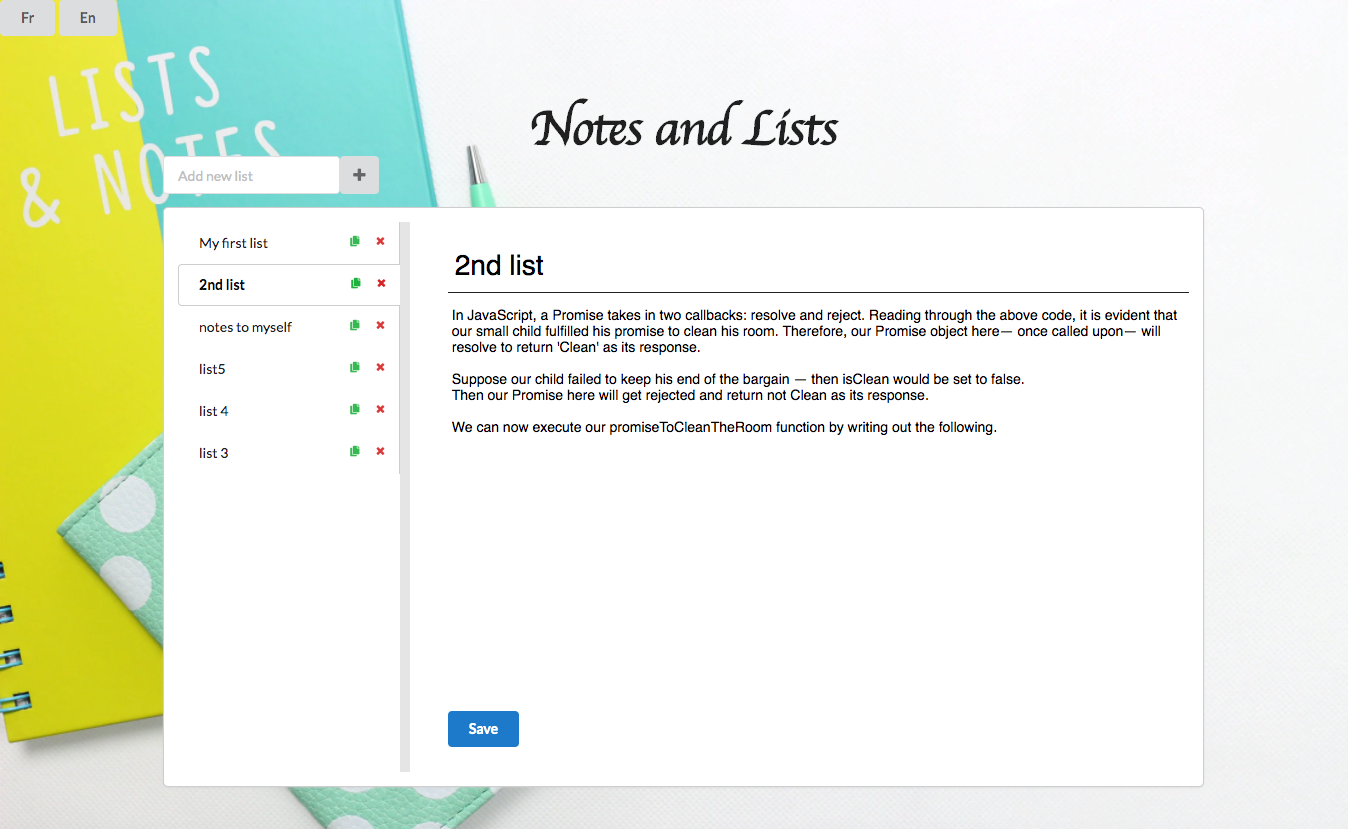 Fr
En
LISTS
& NOTES
Notes and Lists
Add new list
My first list
2nd list
notes to myself
list5
list 4
list 3
2nd list
In JavaScript, a Promise takes in two callbacks: resolve and reject. Reading through the above code, it is evident that
our small child fulfilled his promise to clean his room. Therefore, our Promise object here— once called upon— will
resolve to return 'Clean' as its response.
Suppose our child failed to keep his end of the bargain — then isClean would be set to false.
Then our Promise here will get rejected and return not Clean as its response.
We can now execute our promiseToCleanTheRoom function by writing out the following.
Save